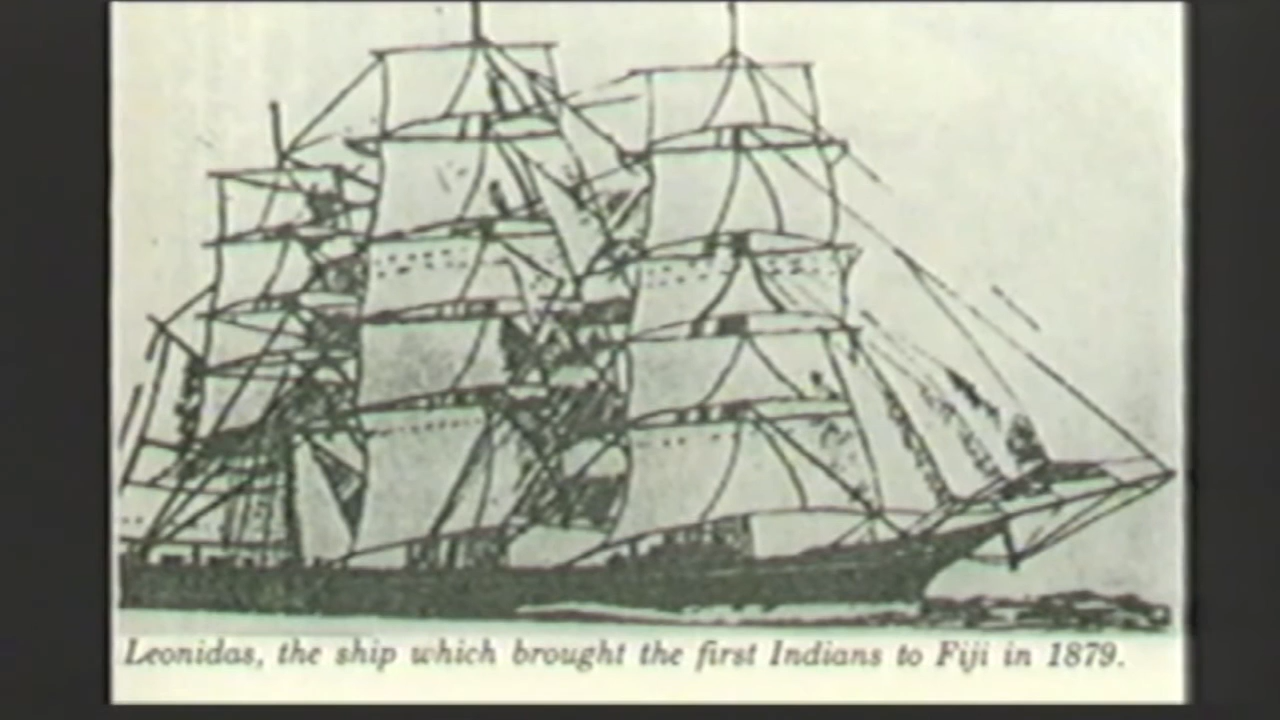 Leonidas, the ship which brought the first Indians to Fiji in 1879.